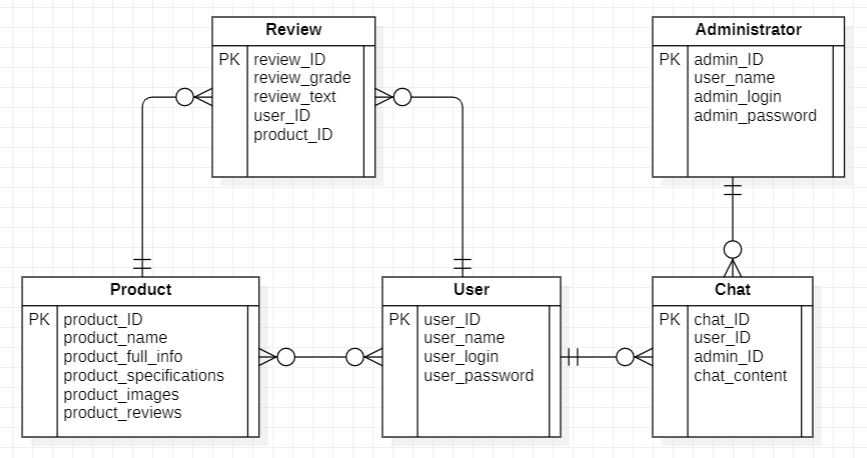 Review
PK review_ID
review_grade
review_text
user_ID
product_ID
Administrator
PK admin_ID
user_name
admin_login
admin_password
Product
PK product_ID
product_name
product_full_info
product_specifications
product_images
product_reviews
User
PK user_ID
user_name
user_login
user_password
Chat
PK chat_ID
user_ID
admin_ID
chat_content